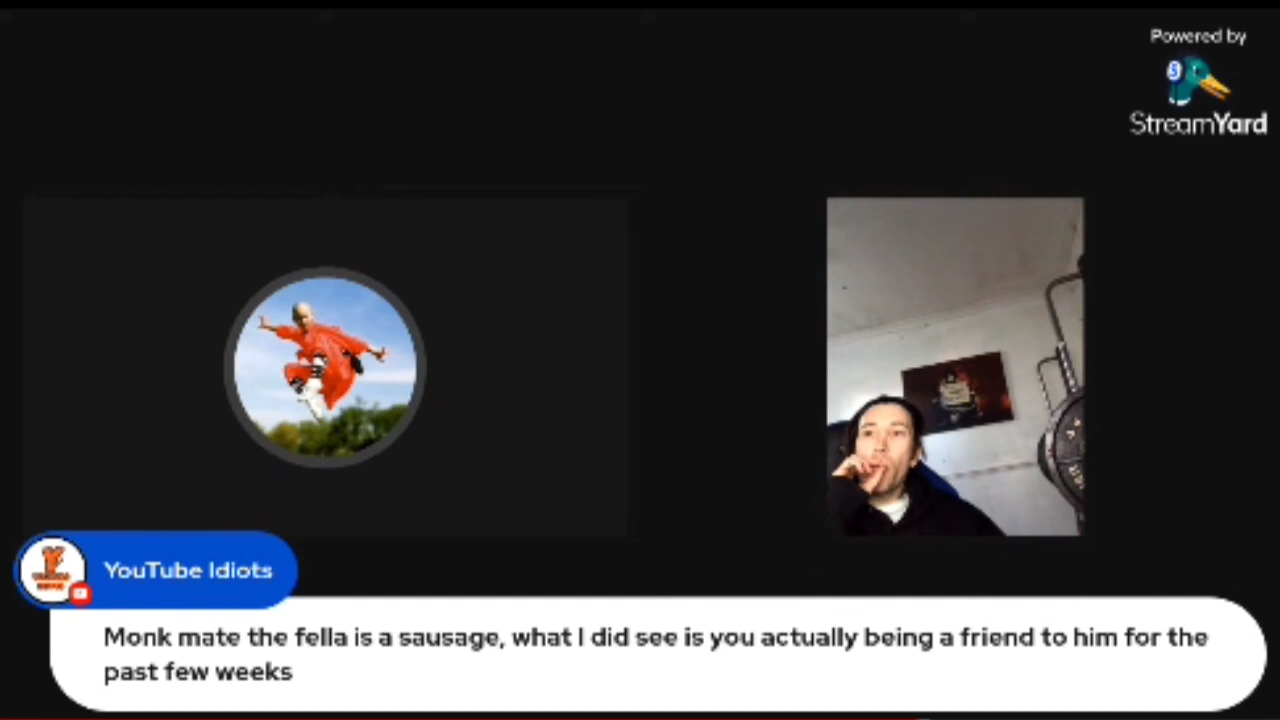 Powered by
StreamYard
YouTube Idiots
Monk mate the fella is a sausage, what I did see is you actually being a friend to him for the
past few weeks